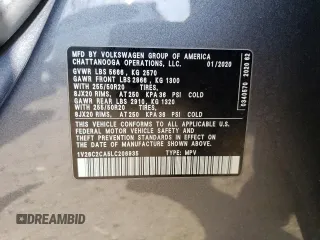 MFD. BY VOLKSWAGEN GROUP OF AMERICA
CHATTANOOGA OPERATIONS, LLC. 01/2020
GVWR LBS 5666 , KG 2570
GAWR FRONT LBS 2866 , KG 1300
WITH 255/50R20 TIRES,
8JX20 RIMS, AT 250 KPA 36 PSI COLD
GAWR REAR LBS 2910, KG 1320
WITH 255/50R20 TIRES,
8JX20 RIMS, AT 250 KPA 36 PSI COLD
THIS VEHICLE CONFORMS TO ALL APPLICABLE
FEDERAL MOTOR VEHICLE SAFETY AND THEFT
PREVENTION STANDARDS IN EFFECT ON THE DATE
OF MANUFACTURE SHOWN ABOVE.
1V26C2CA5LC206935 TYPE: MPV
0340570 2020 02
DREAMBID